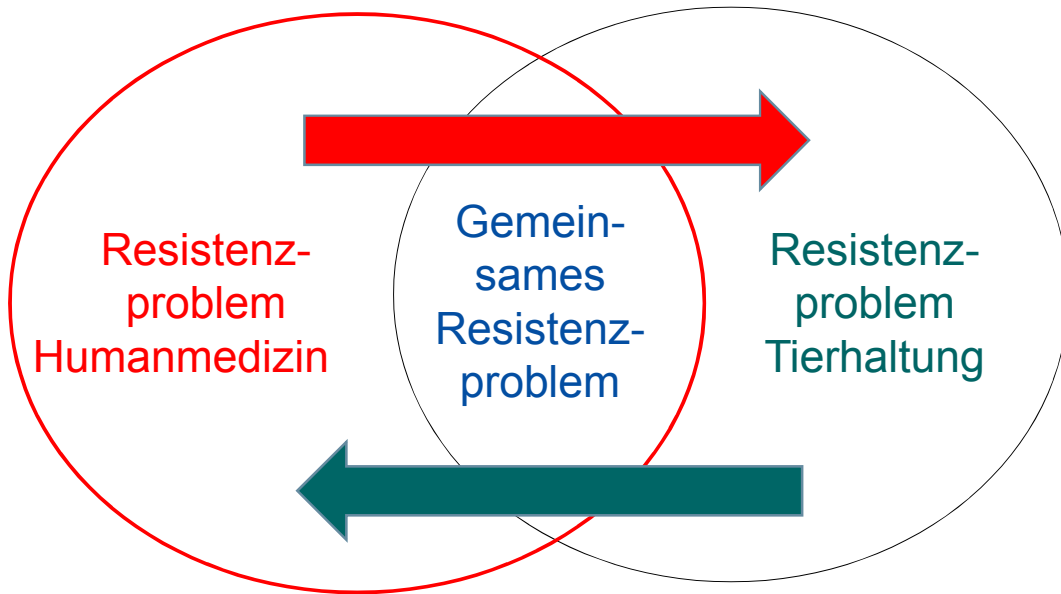 Resistenz-
problem
Humanmedizin
Gemein-
sames
Resistenz-
problem
Resistenz-
problem
Tierhaltung